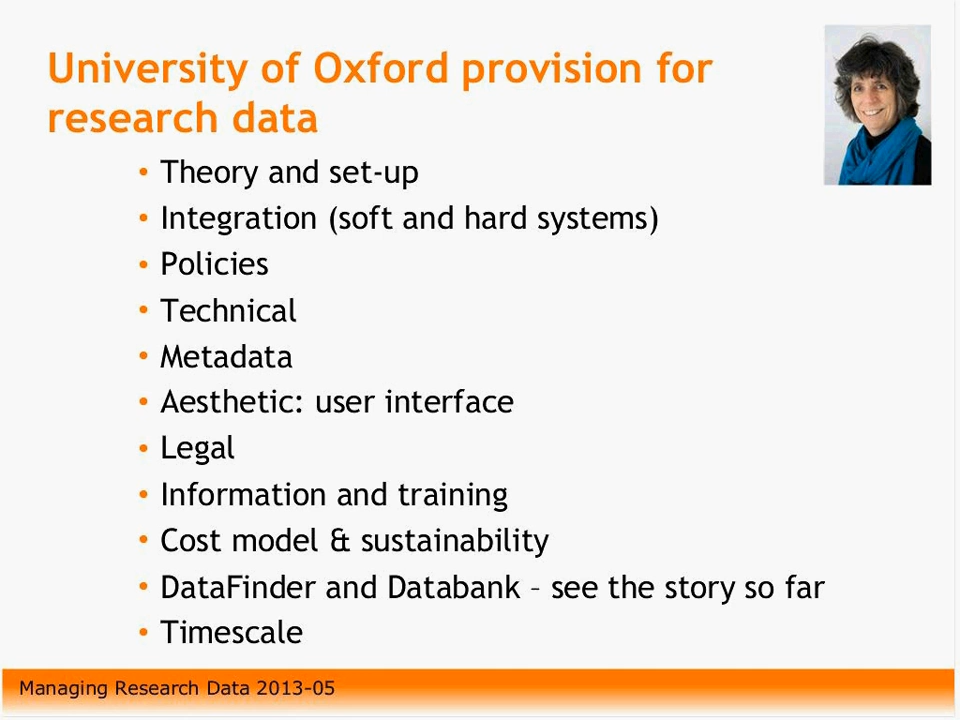 University of Oxford provision for
research data
• Theory and set-up
• Integration (soft and hard systems)
• Policies
• Technical
• Metadata
• Aesthetic: user interface
• Legal
• Information and training
• Cost model & sustainability
• DataFinder and Databank – see the story so far
• Timescale
Managing Research Data 2013-05